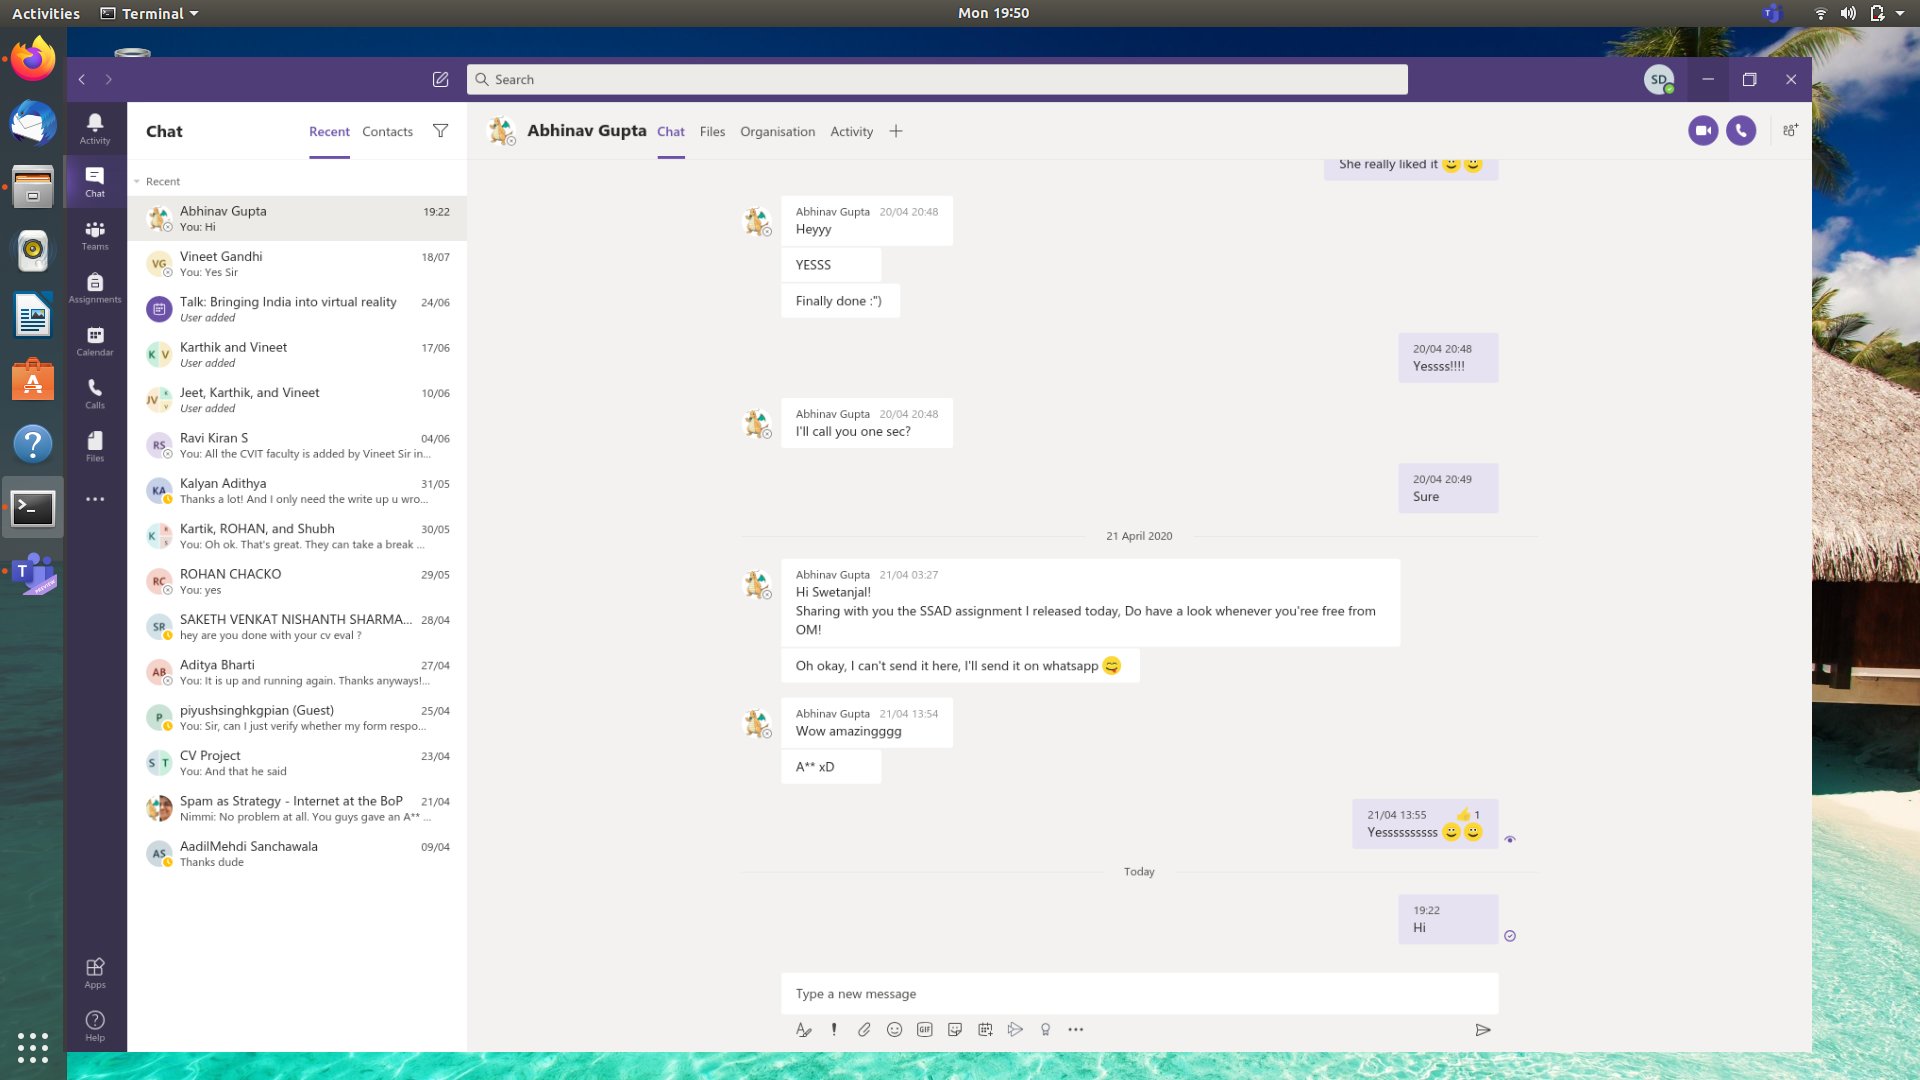 Activities
Terminal
Mon 19:50
Search
SD
Activity
Chat
Teams
Assignments
Calendar
Calls
Files
Apps
Help
Chat
Recent
Contacts
Recent
Abhinav Gupta 19:22
You: Hi
VG
Vineet Gandhi 18/07
You: Yes Sir
Talk: Bringing India into virtual reality 24/06
User added
K V
Karthik and Vineet 17/06
User added
JV
Jeet, Karthik, and Vineet 10/06
User added
RS
Ravi Kiran S 04/06
You: All the CVIT faculty is added by Vineet Sir in...
KA
Kalyan Adithya 31/05
Thanks a lot! And I only need the write up u wro...
K R S
Kartik, ROHAN, and Shubh 30/05
You: Oh ok. That's great. They can take a break ...
RC
ROHAN CHACKO 29/05
You: yes
SR
SAKETH VENKAT NISHANTH SHARMA... 28/04
hey are you done with your cv eval ?
AB
Aditya Bharti 27/04
You: It is up and running again. Thanks anyways!...
P
piyushsinghkgpian (Guest) 25/04
You: Sir, can I just verify whether my form respo...
S T
CV Project 23/04
You: And that he said
Spam as Strategy - Internet at the BoP 21/04
Nimmi: No problem at all. You guys gave an A** ...
AS
AadilMehdi Sanchawala 09/04
Thanks dude
Abhinav Gupta Chat Files Organisation Activity
She really liked it 😀😀
Abhinav Gupta 20/04 20:48
Heyyy
YESSS
Finally done :")
20/04 20:48
Yessss!!!!
Abhinav Gupta 20/04 20:48
I'll call you one sec?
20/04 20:49
Sure
21 April 2020
Abhinav Gupta 21/04 03:27
Hi Swetanjal!
Sharing with you the SSAD assignment I released today, Do have a look whenever you'ree free from
OM!
Oh okay, I can't send it here, I'll send it on whatsapp 😋
Abhinav Gupta 21/04 13:54
Wow amazingggg
A** xD
21/04 13:55 👍 1
Yessssssssss 😀😀
Today
19:22
Hi
Type a new message
GIF